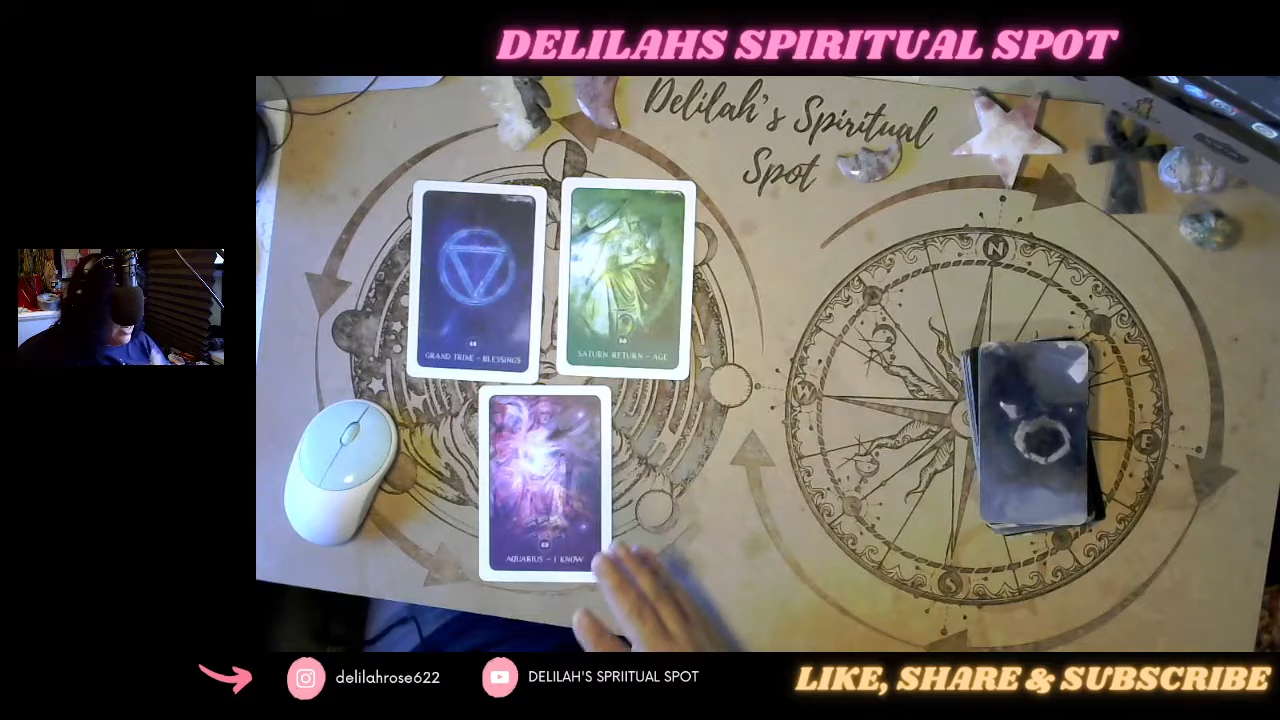 DELILAHS SPIRITUAL SPOT
Delilah's Spiritual
Spot
GRAND TRINE - BLESSINGS
SATURN RETURN - AGE
AQUARIUS - I KNOW
N
W
E
S
delilahrose622
DELILAH'S SPRIITUAL SPOT
LIKE, SHARE & SUBSCRIBE